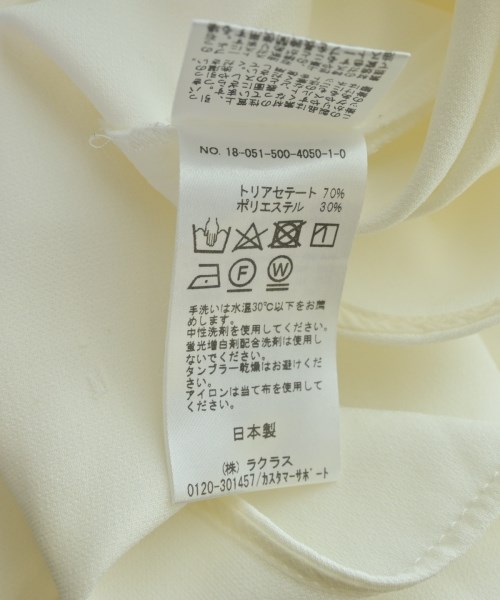 NO. 18-051-500-4050-1-0
トリアセテート 70%
ポリエステル 30%
F W
手洗いは水温30℃以下をお薦
めします。
中性洗剤を使用してください。
蛍光増白剤配合洗剤は使用し
ないでください。
タンブラー乾燥はお避けくだ
さい。
アイロンは当て布を使用して
ください。
日本製
(株) ラクラス
0120-301457/カスタマーサポート